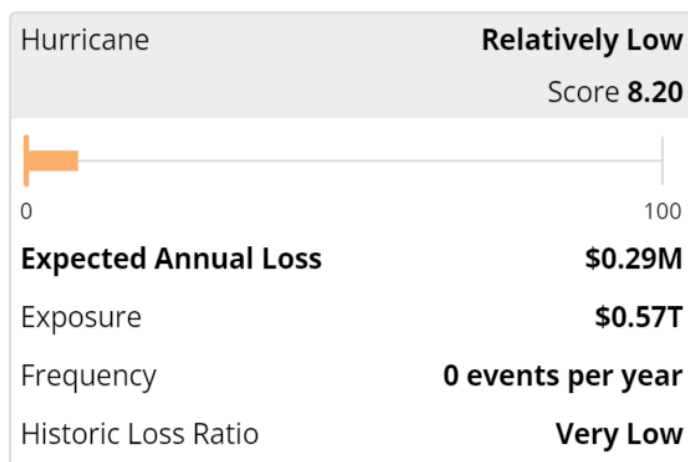 Hurricane Relatively Low
Score 8.20
0 100
Expected Annual Loss $0.29M
Exposure $0.57T
Frequency 0 events per year
Historic Loss Ratio Very Low